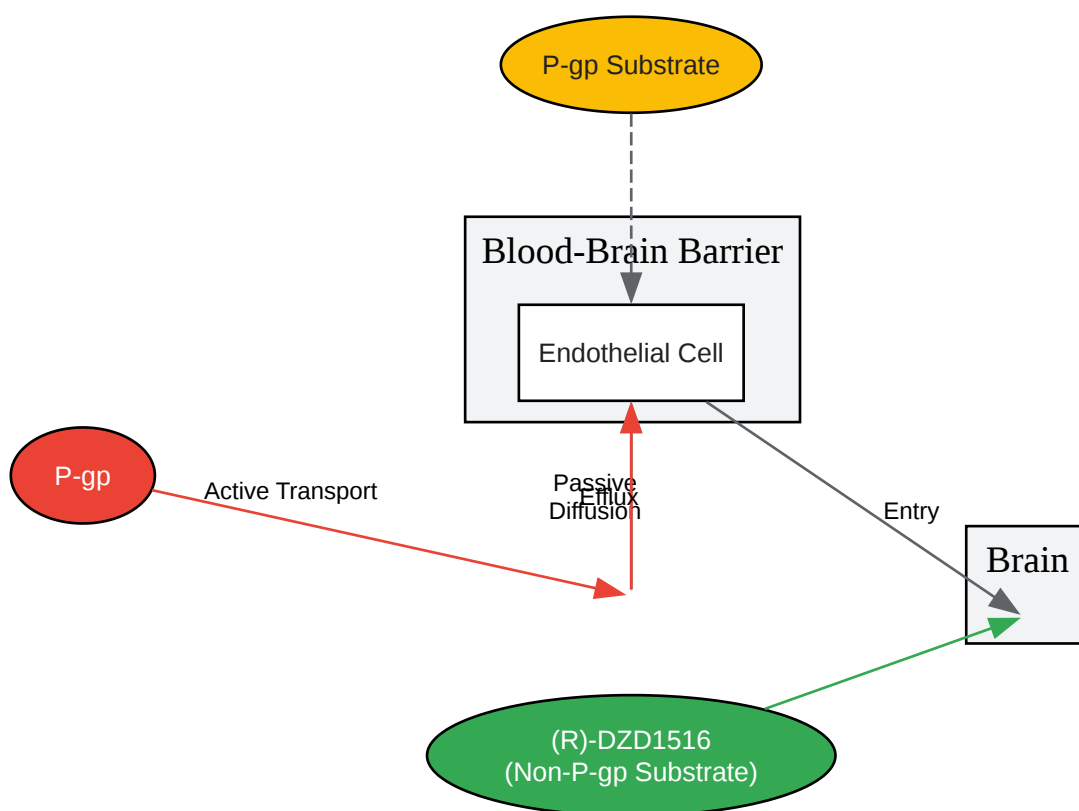 P-gp Substrate
Blood-Brain Barrier
Endothelial Cell
P-gp
Active Transport
Passive
Diffusion
Efflux
Entry
Brain
(R)-DZD1516
(Non-P-gp Substrate)